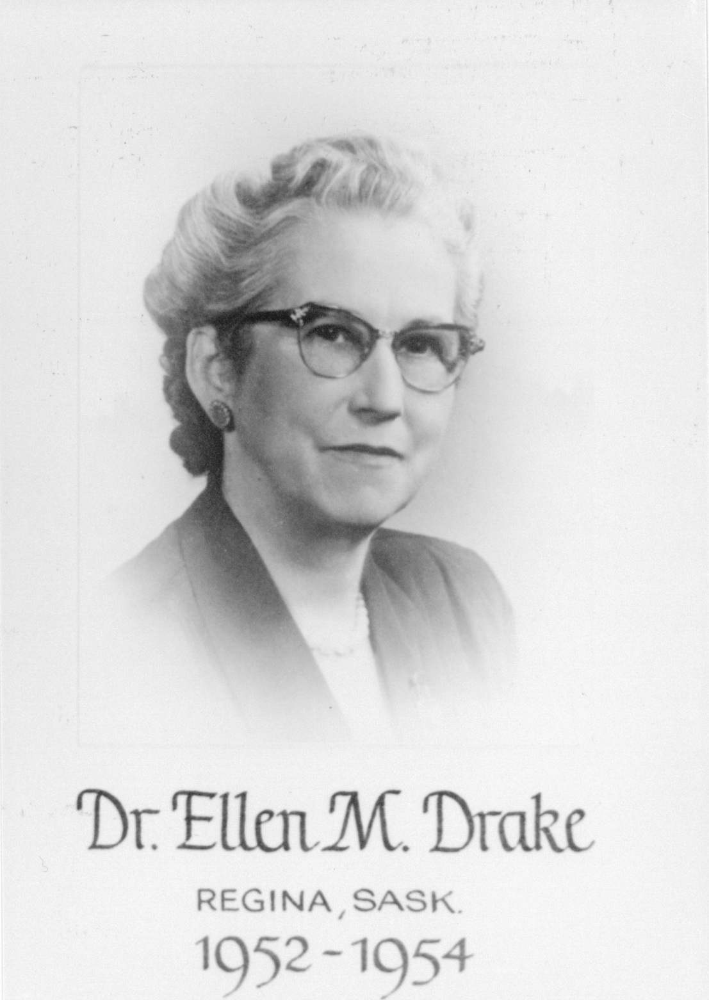 Dr. Ellen M. Drake
REGINA, SASK.
1952-1954